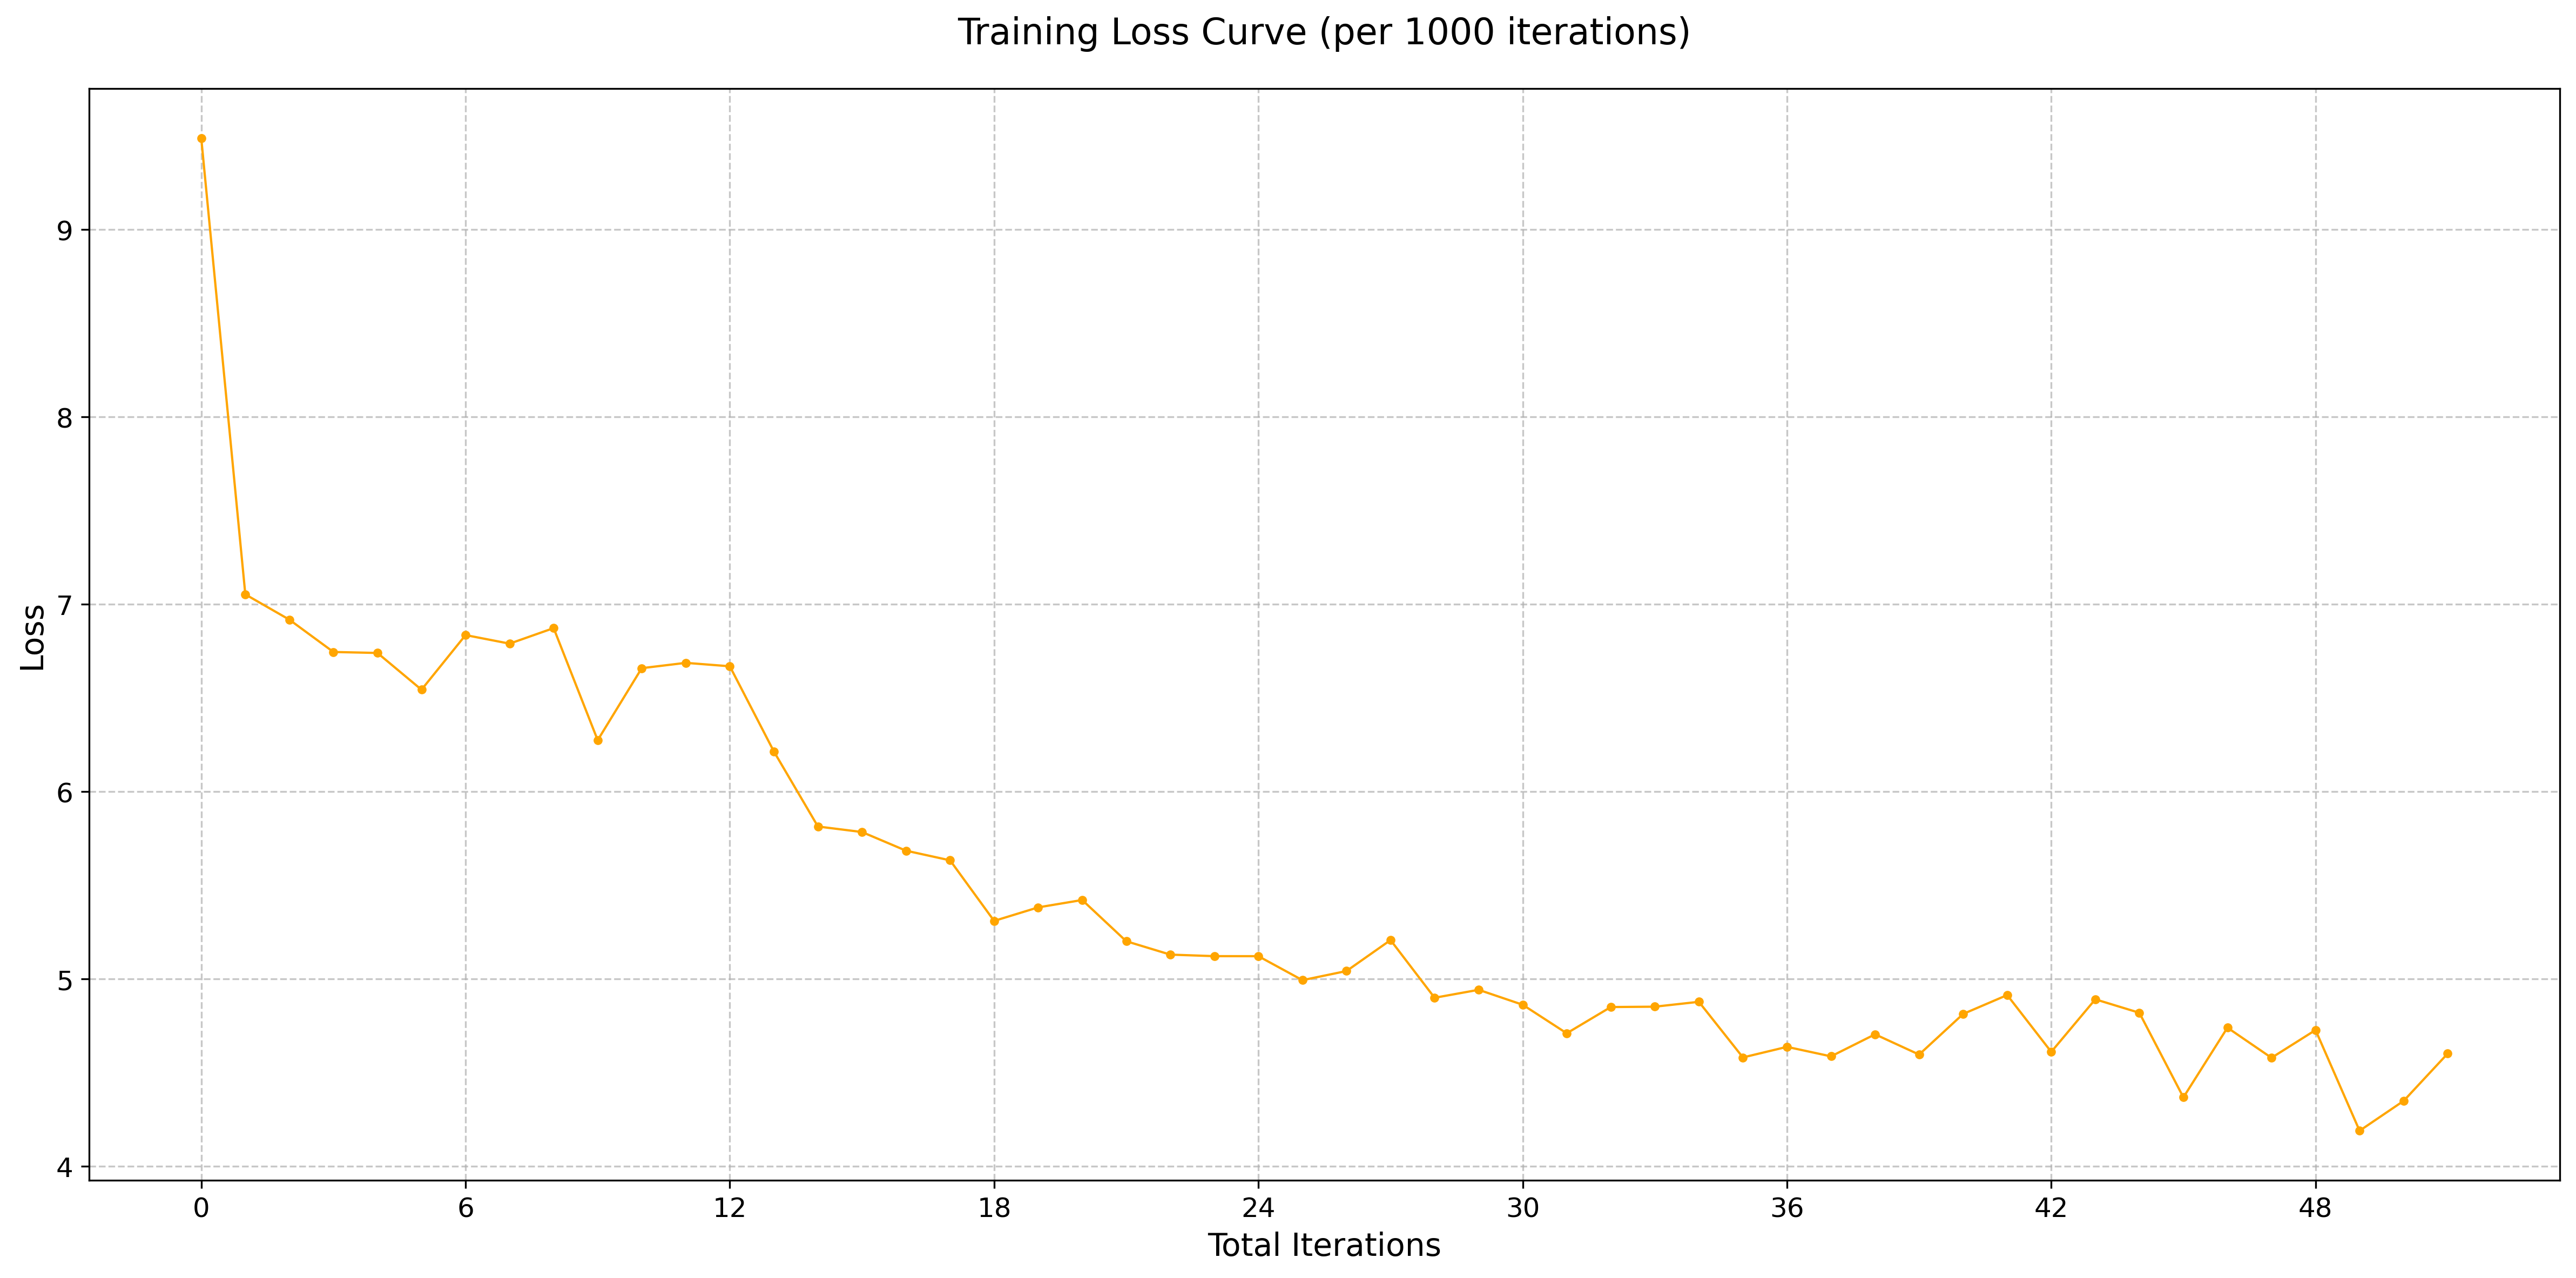 Training Loss Curve (per 1000 iterations)
Loss
9
8
7
6
5
4
0 6 12 18 24 30 36 42 48
Total Iterations